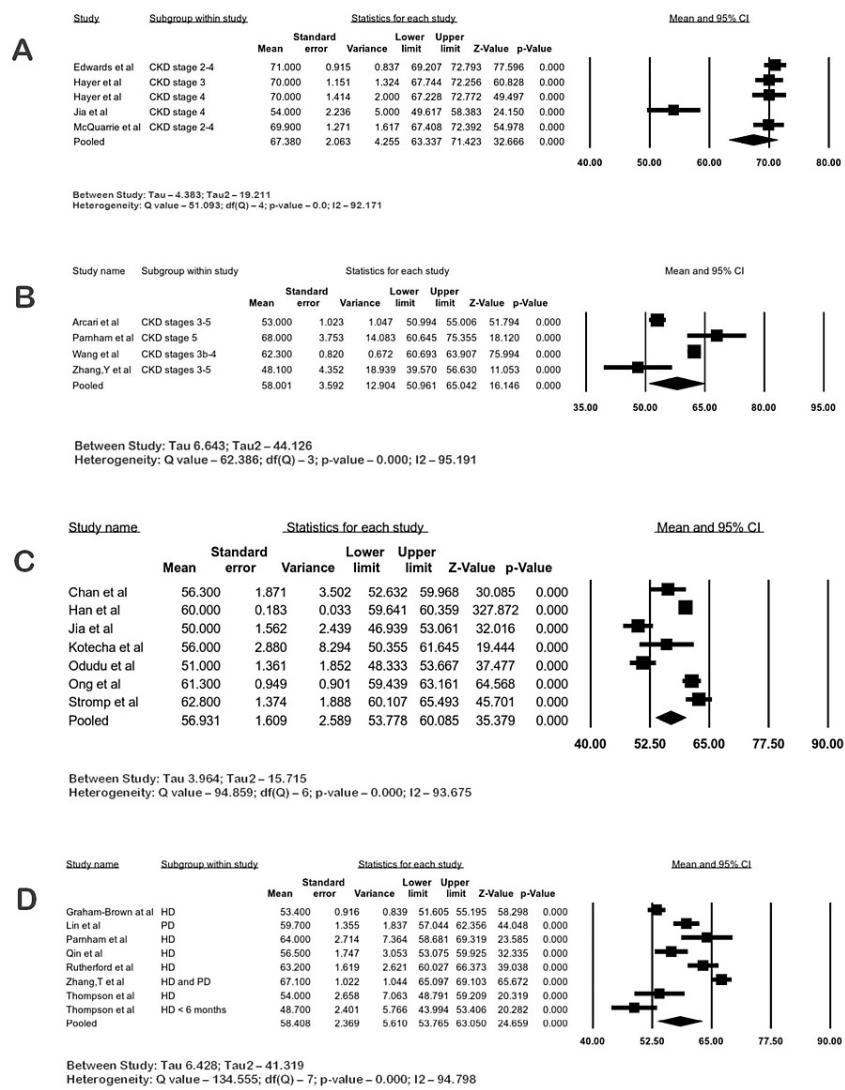 A
Study Subgroup within study Statistics for each study Mean and 95% CI
Standard Lower Upper
Mean error Variance limit limit Z-Value p-Value
Edwards et al CKD stage 2-4 71.000 0.915 0.837 69.207 72.793 77.596 0.000
Hayer et al CKD stage 3 70.000 1.151 1.324 67.744 72.256 60.828 0.000
Hayer et al CKD stage 4 70.000 1.414 2.000 67.228 72.772 49.497 0.000
Jia et al CKD stage 4 54.000 2.236 5.000 49.617 58.383 24.150 0.000
McQuarrie et al CKD stage 2-4 69.900 1.271 1.617 67.408 72.392 54.978 0.000
Pooled 67.380 2.063 4.255 63.337 71.423 32.666 0.000
40.00 50.00 60.00 70.00 80.00
Between Study: Tau – 4.383; Tau2 – 19.211
Heterogeneity: Q value – 51.093; df(Q) – 4; p-value – 0.0; I2 – 92.171
B
Study name Subgroup within study Statistics for each study Mean and 95% CI
Standard Lower Upper
Mean error Variance limit limit Z-Value p-Value
Arcari et al CKD stages 3-5 53.000 1.023 1.047 50.994 55.006 51.794 0.000
Parnham et al CKD stage 5 68.000 3.753 14.083 60.645 75.355 18.120 0.000
Wang et al CKD stages 3b-4 62.300 0.820 0.672 60.693 63.907 75.994 0.000
Zhang,Y et al CKD stages 3-5 48.100 4.352 18.939 39.570 56.630 11.053 0.000
Pooled 58.001 3.592 12.904 50.961 65.042 16.146 0.000
35.00 50.00 65.00 80.00 95.00
Between Study: Tau 6.643; Tau2 – 44.126
Heterogeneity: Q value – 62.386; df(Q) – 3; p-value – 0.000; I2 – 95.191
C
Study name Statistics for each study Mean and 95% CI
Standard Lower Upper
Mean error Variance limit limit Z-Value p-Value
Chan et al 56.300 1.871 3.502 52.632 59.968 30.085 0.000
Han et al 60.000 0.183 0.033 59.641 60.359 327.872 0.000
Jia et al 50.000 1.562 2.439 46.939 53.061 32.016 0.000
Kotecha et al 56.000 2.880 8.294 50.355 61.645 19.444 0.000
Odudu et al 51.000 1.361 1.852 48.333 53.667 37.477 0.000
Ong et al 61.300 0.949 0.901 59.439 63.161 64.568 0.000
Stromp et al 62.800 1.374 1.888 60.107 65.493 45.701 0.000
Pooled 56.931 1.609 2.589 53.778 60.085 35.379 0.000
40.00 52.50 65.00 77.50 90.00
Between Study: Tau 3.964; Tau2 – 15.715
Heterogeneity: Q value – 94.859; df(Q) – 6; p-value – 0.000; I2 – 93.675
D
Study name Subgroup within study Statistics for each study Mean and 95% CI
Standard Lower Upper
Mean error Variance limit limit Z-Value p-Value
Graham-Brown at al HD 53.400 0.916 0.839 51.605 55.195 58.298 0.000
Lin et al PD 59.700 1.355 1.837 57.044 62.356 44.048 0.000
Parnham et al HD 64.000 2.714 7.364 58.681 69.319 23.585 0.000
Qin et al HD 56.500 1.747 3.053 53.075 59.925 32.335 0.000
Rutherford et al HD 63.200 1.619 2.621 60.027 66.373 39.038 0.000
Zhang,T et al HD and PD 67.100 1.022 1.044 65.097 69.103 65.672 0.000
Thompson et al HD 54.000 2.658 7.063 48.791 59.209 20.319 0.000
Thompson et al HD < 6 months 48.700 2.401 5.766 43.994 53.406 20.282 0.000
Pooled 58.408 2.369 5.610 53.765 63.050 24.659 0.000
40.00 52.50 65.00 77.50 90.00
Between Study: Tau 6.428; Tau2 – 41.319
Heterogeneity: Q value – 134.555; df(Q) – 7; p-value – 0.000; I2 – 94.798